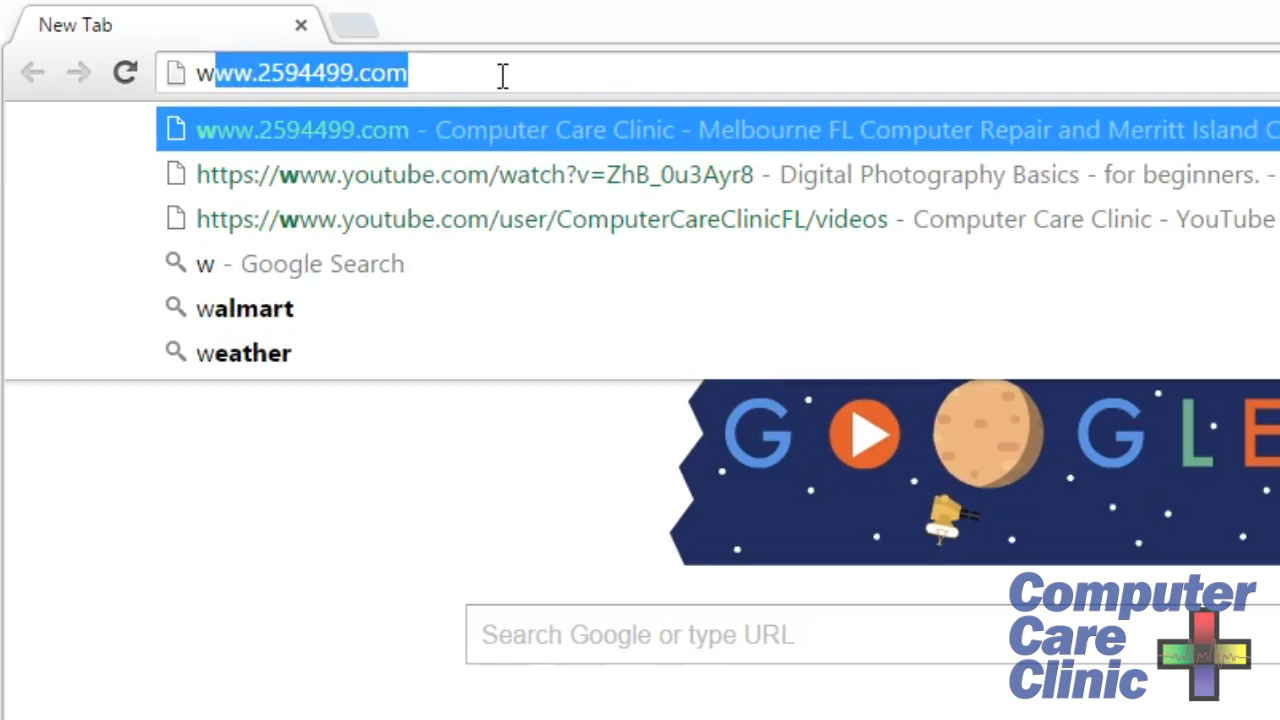 New Tab
www.2594499.com
www.2594499.com - Computer Care Clinic - Melbourne FL Computer Repair and Merritt Island
https://www.youtube.com/watch?v=ZhB_0u3Ayr8 - Digital Photography Basics - for beginners. -
https://www.youtube.com/user/ComputerCareClinicFL/videos - Computer Care Clinic - YouTube
w - Google Search
walmart
weather
GOOGLE
Search Google or type URL
Computer
Care
Clinic